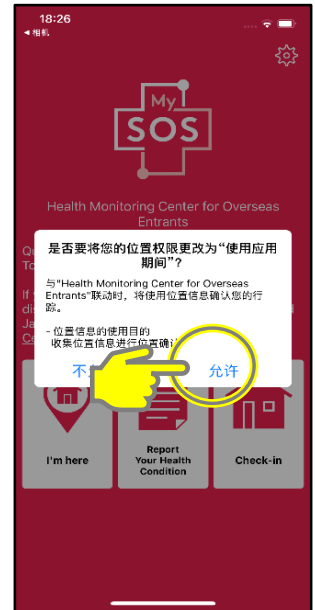 18:26
◀ 相机
My
SOS
Health Monitoring Center for Overseas
Entrants
是否要将您的位置权限更改为“使用应用
期间”?
与"Health Monitoring Center for Overseas
Entrants"联动时，将使用位置信息确认您的行
踪。
- 位置信息的使用目的
收集位置信息进行位置确认
不
允许
I'm here
Report
Your Health
Condition
Check-in